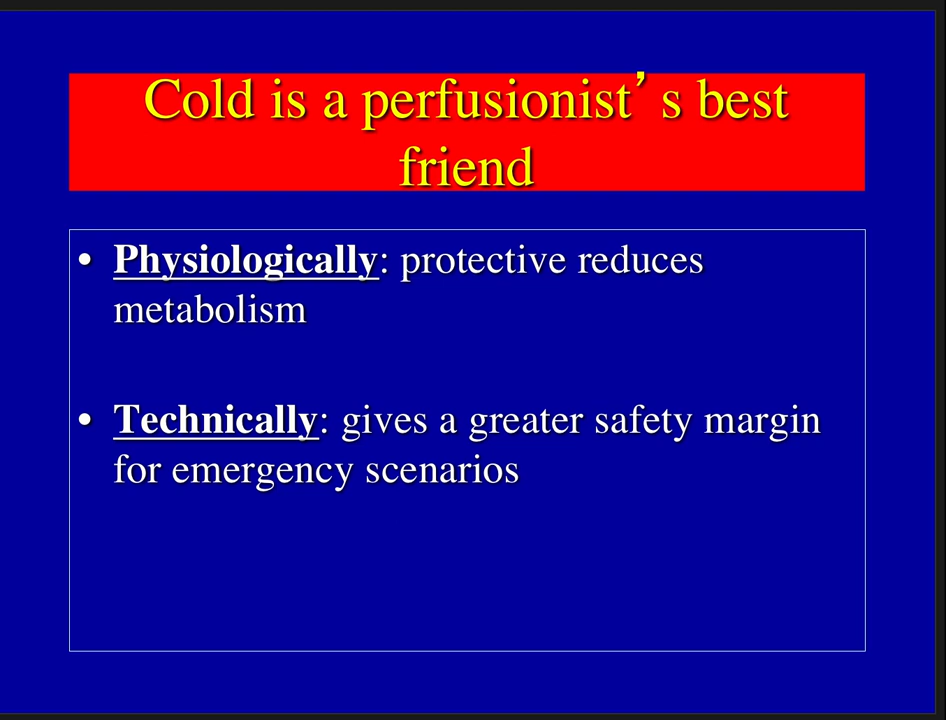 Cold is a perfusionist’ s best
friend
• Physiologically: protective reduces
metabolism
• Technically: gives a greater safety margin
for emergency scenarios